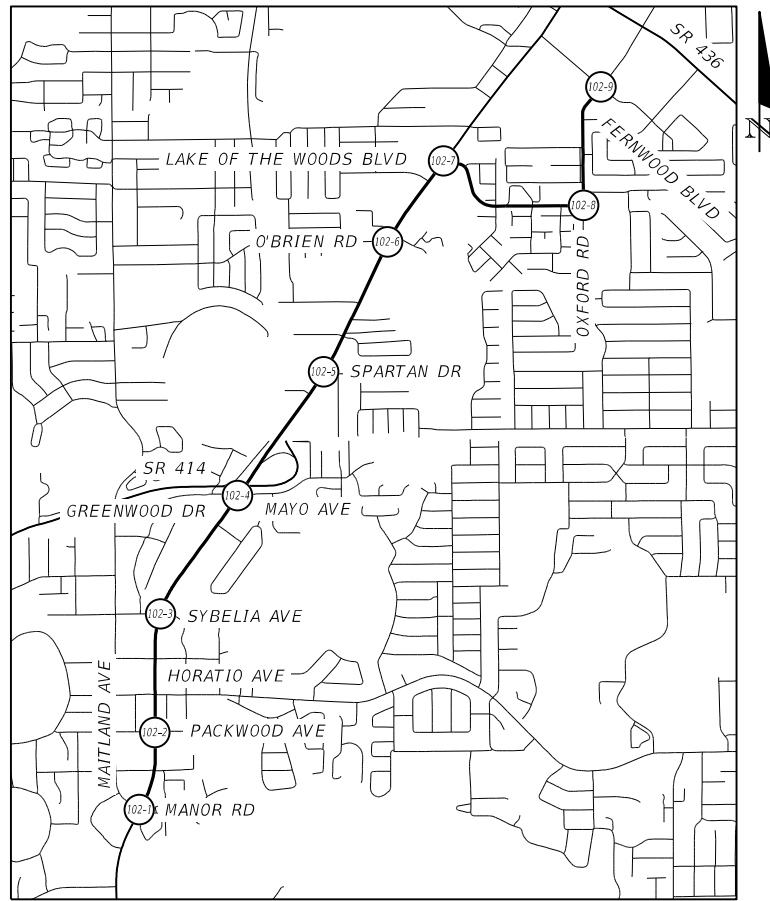 SR 436
102-9
FERNWOOD BLVD
N
LAKE OF THE WOODS BLVD
102-7
102-8
O'BRIEN RD
102-6
OXFORD RD
102-5
SPARTAN DR
SR 414
102-4
GREENWOOD DR
MAYO AVE
102-3
SYBELIA AVE
HORATIO AVE
MAITLAND AVE
102-2
PACKWOOD AVE
102-1
MANOR RD